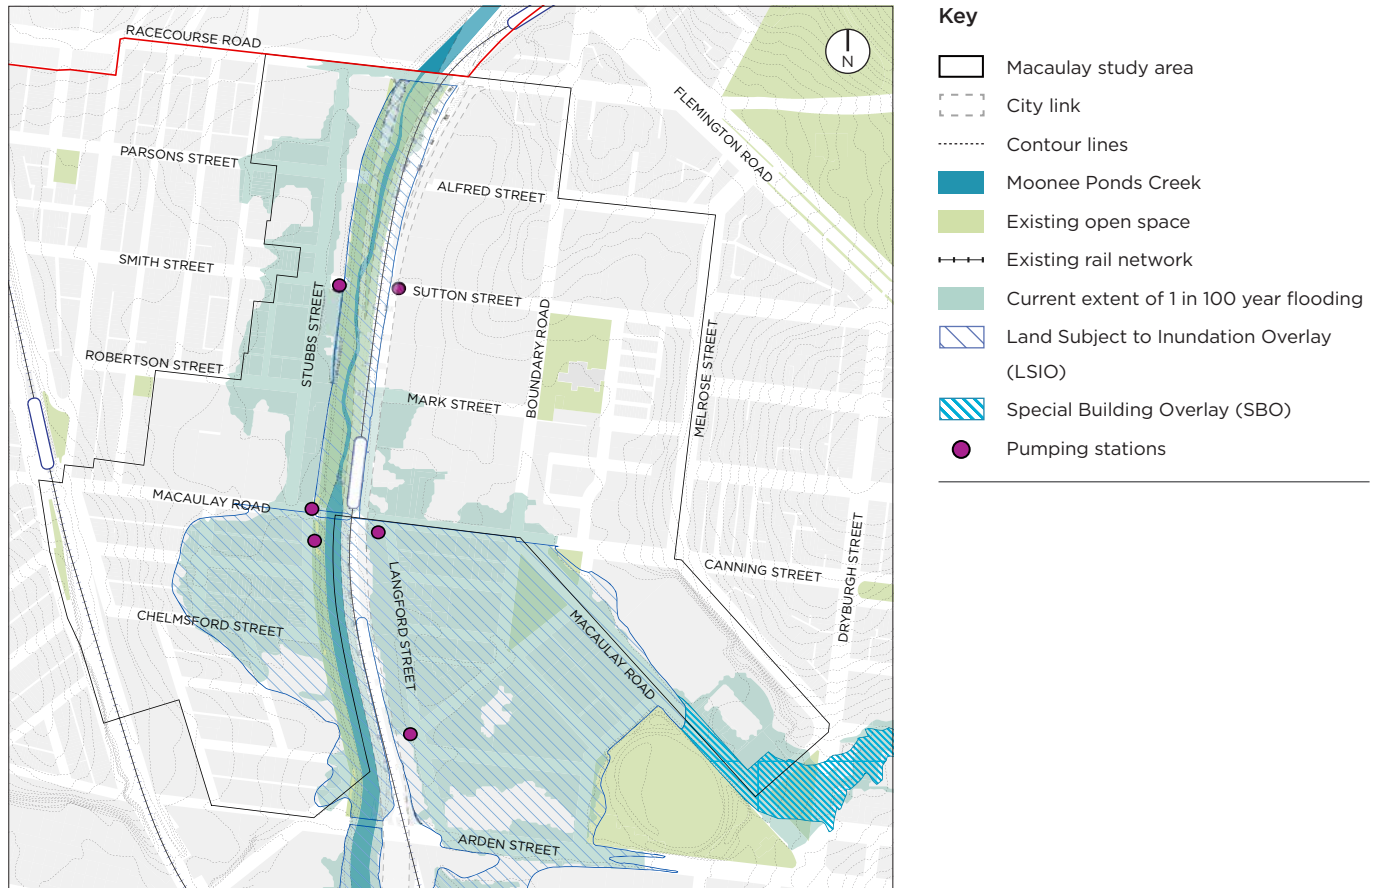 RACECOURSE ROAD
N
FLEMINGTON ROAD
PARSONS STREET
ALFRED STREET
SMITH STREET
SUTTON STREET
STUBBS STREET
BOUNDARY ROAD
MELROSE STREET
ROBERTSON STREET
MARK STREET
MACAULAY ROAD
CANNING STREET
DRYBURGH STREET
LANGFORD STREET
CHELMSFORD STREET
MACAULAY ROAD
ARDEN STREET
Key
Macaulay study area
City link
Contour lines
Moonee Ponds Creek
Existing open space
Existing rail network
Current extent of 1 in 100 year flooding
Land Subject to Inundation Overlay
(LSIO)
Special Building Overlay (SBO)
Pumping stations